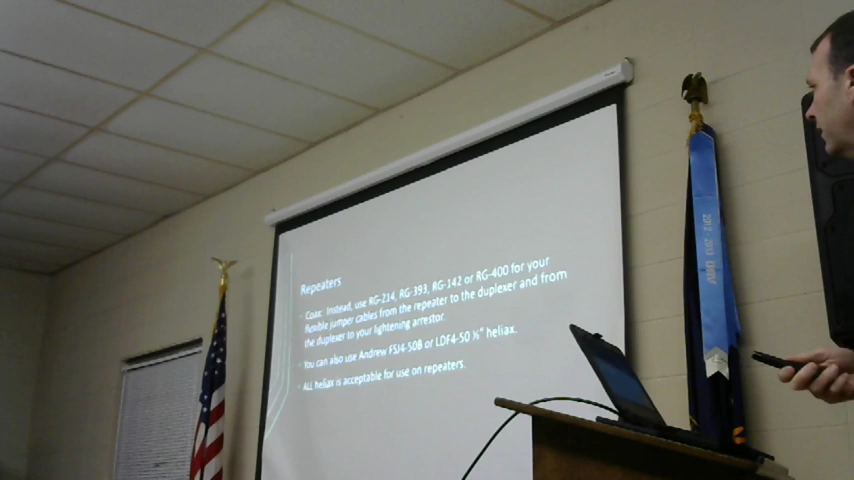 Repeaters
Coax: Instead, use RG-214, RG-393, RG-142 or RG-400 for your
flexible jumper cables from the repeater to the duplexer and from
the duplexer to your lightening arrestor.
You can also use Andrew FSJ4-50B or LDF4-50 ½" heliax.
ALL heliax is acceptable for use on repeaters.
2012 - 2013